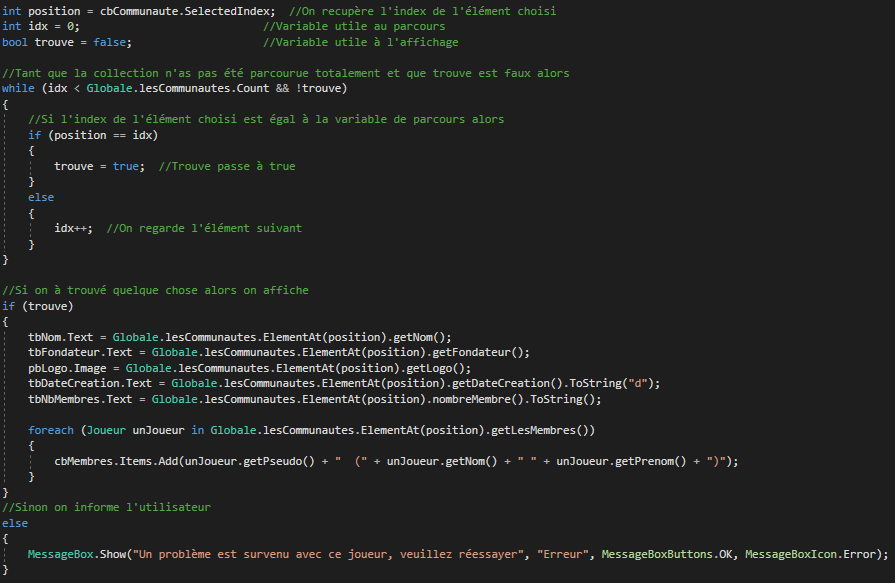 int position = cbCommunaute.SelectedIndex;  //On recupère l'index de l'élément choisi
int idx = 0;                            //Variable utile au parcours
bool trouve = false;                    //Variable utile à l'affichage
//Tant que la collection n'as pas été parcourue totalement et que trouve est faux alors
while (idx < Globale.lesCommunautes.Count && !trouve)
{
    //Si l'index de l'élément choisi est égal à la variable de parcours alors
    if (position == idx)
    {
        trouve = true;  //Trouve passe à true
    }
    else
    {
        idx++;  //On regarde l'élément suivant
    }
}
//Si on à trouvé quelque chose alors on affiche
if (trouve)
{
    tbNom.Text = Globale.lesCommunautes.ElementAt(position).getNom();
    tbFondateur.Text = Globale.lesCommunautes.ElementAt(position).getFondateur();
    pbLogo.Image = Globale.lesCommunautes.ElementAt(position).getLogo();
    tbDateCreation.Text = Globale.lesCommunautes.ElementAt(position).getDateCreation().ToString("d");
    tbNbMembres.Text = Globale.lesCommunautes.ElementAt(position).nombreMembre().ToString();
    foreach (Joueur unJoueur in Globale.lesCommunautes.ElementAt(position).getLesMembres())
    {
        cbMembres.Items.Add(unJoueur.getPseudo() + "  (" + unJoueur.getNom() + " " + unJoueur.getPrenom() + ")");
    }
}
//Sinon on informe l'utilisateur
else
{
    MessageBox.Show("Un problème est survenu avec ce joueur, veuillez réessayer", "Erreur", MessageBoxButtons.OK, MessageBoxIcon.Error);
}